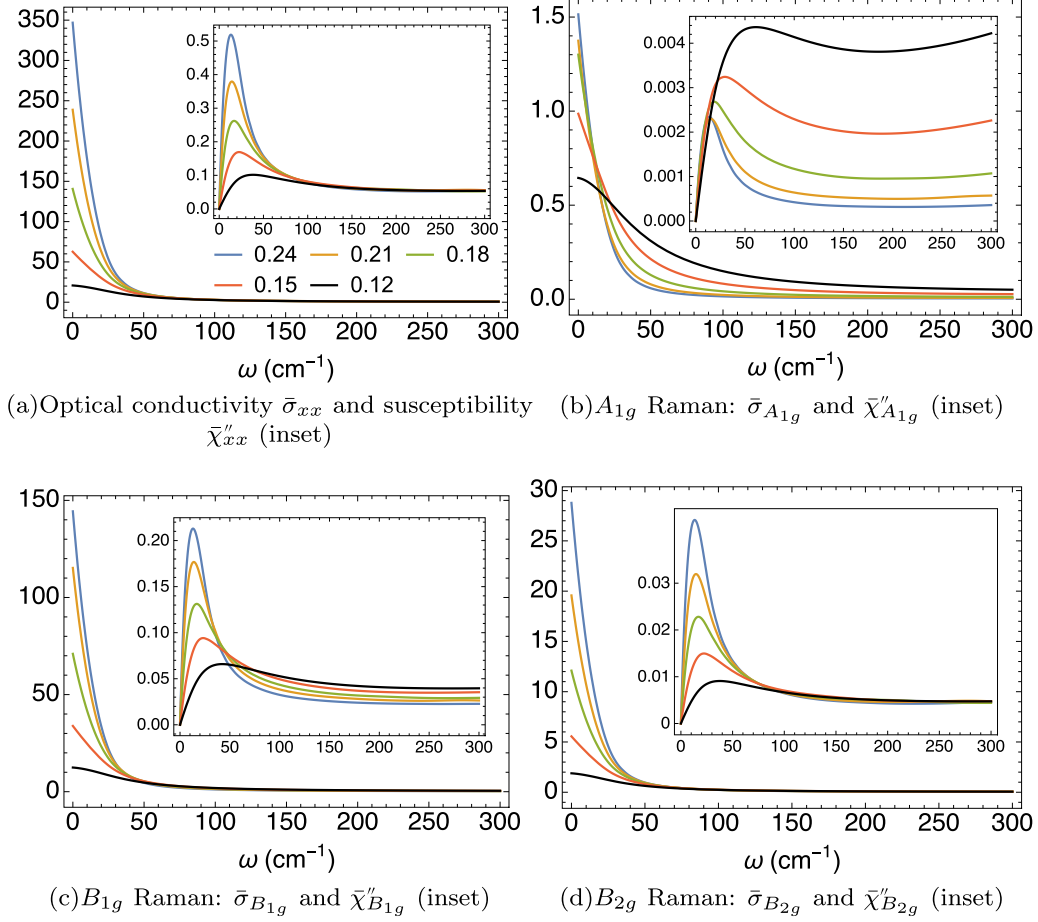 350
300
250
200
150
100
50
0
0 50 100 150 200 250 300
ω (cm⁻¹)
0.5
0.4
0.3
0.2
0.1
0.0
0 50 100 150 200 250 300
0.24 0.21 0.18
0.15 0.12
(a)Optical conductivity σ̄xx and susceptibility
χ̄″xx (inset)
1.5
1.0
0.5
0.0
0 50 100 150 200 250 300
ω (cm⁻¹)
0.004
0.003
0.002
0.001
0.000
0 50 100 150 200 250 300
(b)A1g Raman: σ̄A1g and χ̄″A1g (inset)
150
100
50
0
0 50 100 150 200 250 300
ω (cm⁻¹)
0.20
0.15
0.10
0.05
0.00
0 50 100 150 200 250 300
(c)B1g Raman: σ̄B1g and χ̄″B1g (inset)
30
25
20
15
10
5
0
0 50 100 150 200 250 300
ω (cm⁻¹)
0.03
0.02
0.01
0
0 50 100 150 200 250 300
(d)B2g Raman: σ̄B2g and χ̄″B2g (inset)